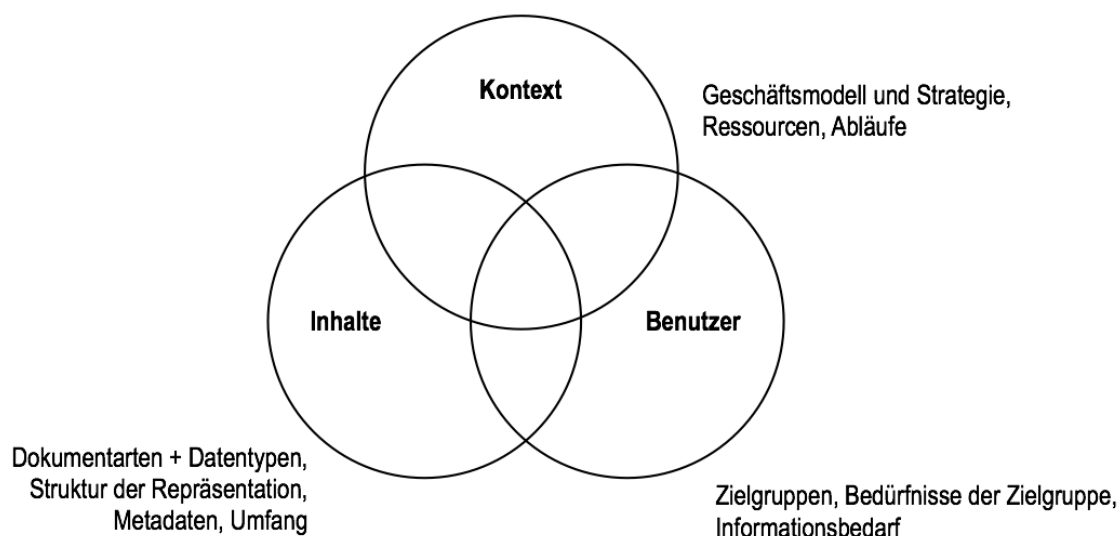 Kontext
Geschäftsmodell und Strategie,
Ressourcen, Abläufe
Inhalte
Benutzer
Dokumentarten + Datentypen,
Struktur der Repräsentation,
Metadaten, Umfang
Zielgruppen, Bedürfnisse der Zielgruppe,
Informationsbedarf